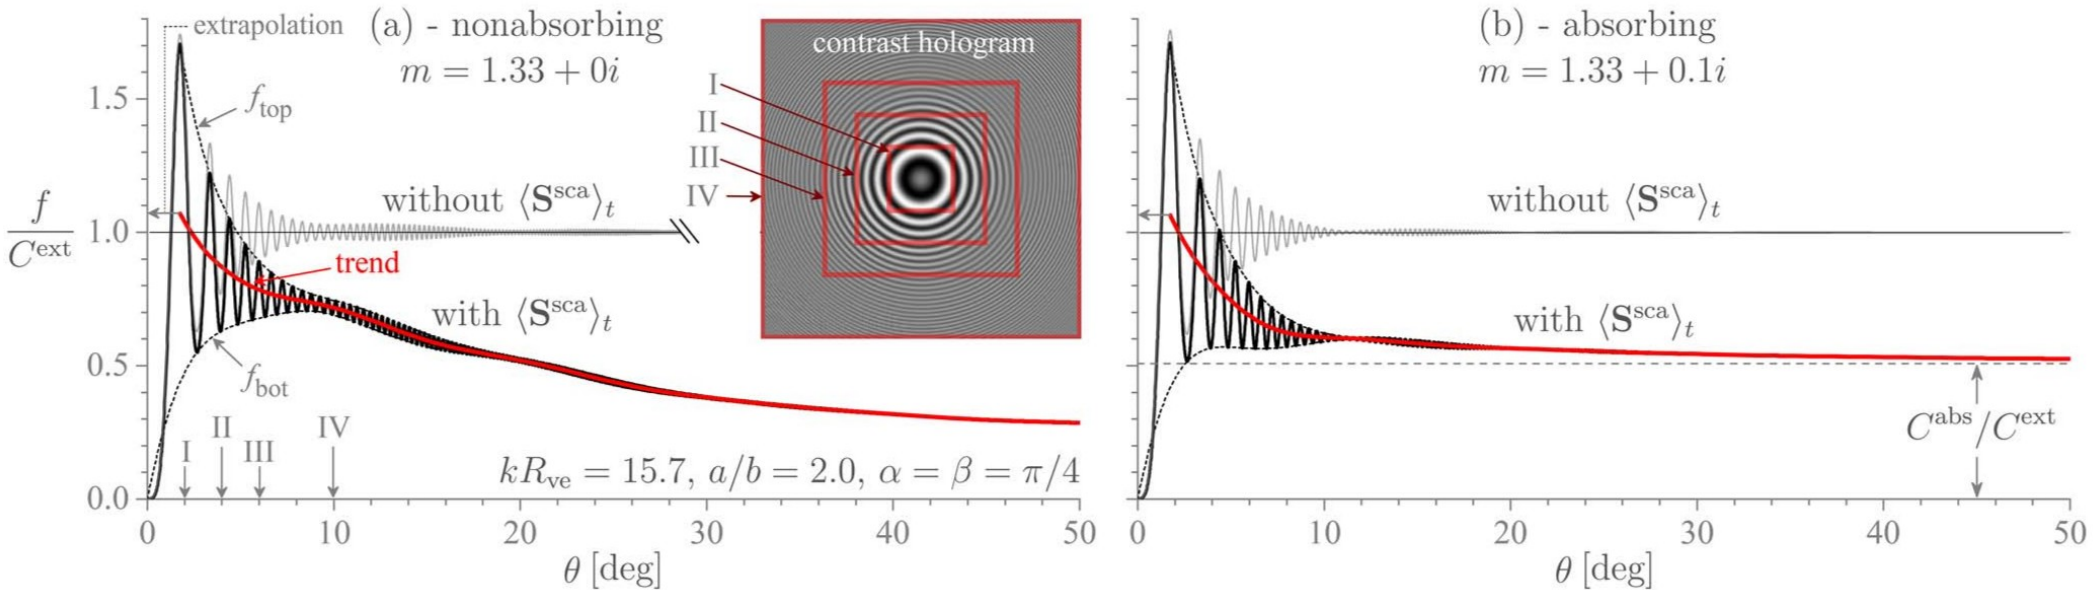 extrapolation
(a) - nonabsorbing
m = 1.33 + 0i
f_top
1.5
1.0
0.5
0.0
f
C^ext
without ⟨S^sca⟩_t
trend
with ⟨S^sca⟩_t
f_bot
I
II
III
IV
kR_ve = 15.7, a/b = 2.0, α = β = π/4
0
10
20
30
40
50
θ [deg]
contrast hologram
I
II
III
IV
(b) - absorbing
m = 1.33 + 0.1i
without ⟨S^sca⟩_t
with ⟨S^sca⟩_t
C^abs/C^ext
0
10
20
30
40
50
θ [deg]